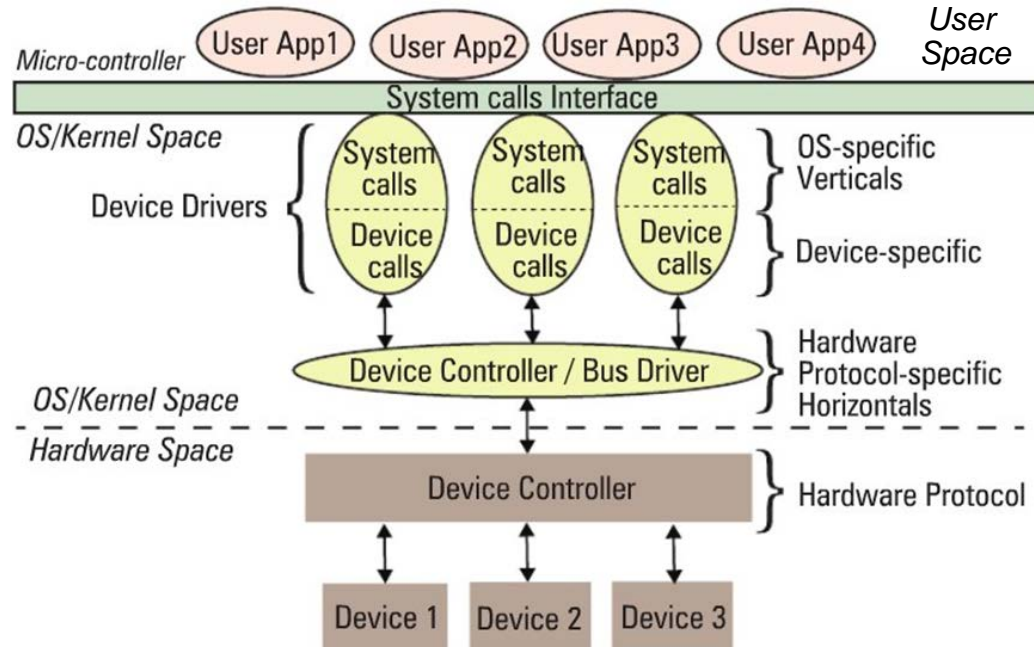 User
Space
User App1
User App2
User App3
User App4
Micro-controller
System calls Interface
OS/Kernel Space
Device Drivers
System
calls
Device
calls
System
calls
Device
calls
System
calls
Device
calls
OS-specific
Verticals
Device-specific
Device Controller / Bus Driver
Hardware
Protocol-specific
Horizontals
OS/Kernel Space
Hardware Space
Device Controller
Hardware Protocol
Device 1
Device 2
Device 3